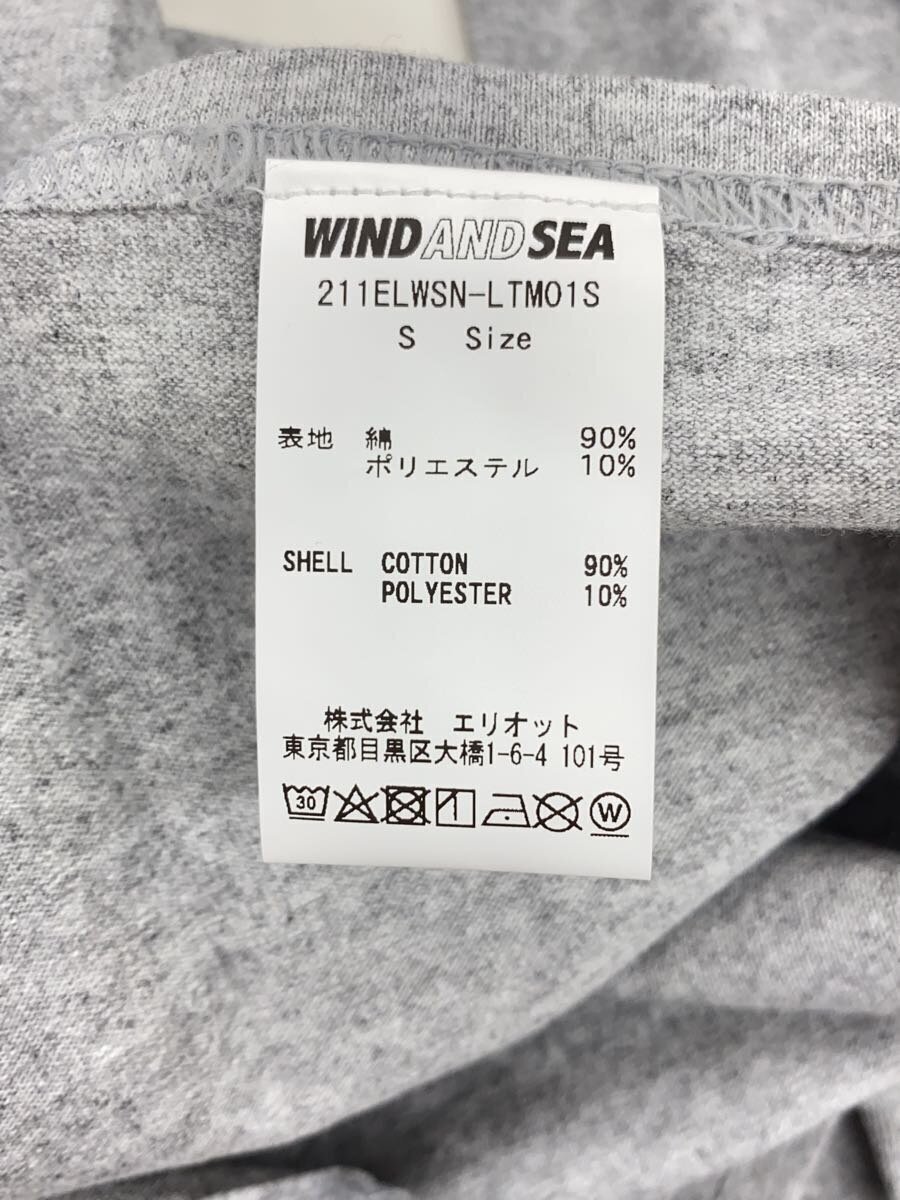 WINDANDSEA
211ELWSN-LTM01S
S Size
表地 綿 90%
ポリエステル 10%
SHELL COTTON 90%
POLYESTER 10%
株式会社 エリオット
東京都目黒区大橋1-6-4 101号
30 W